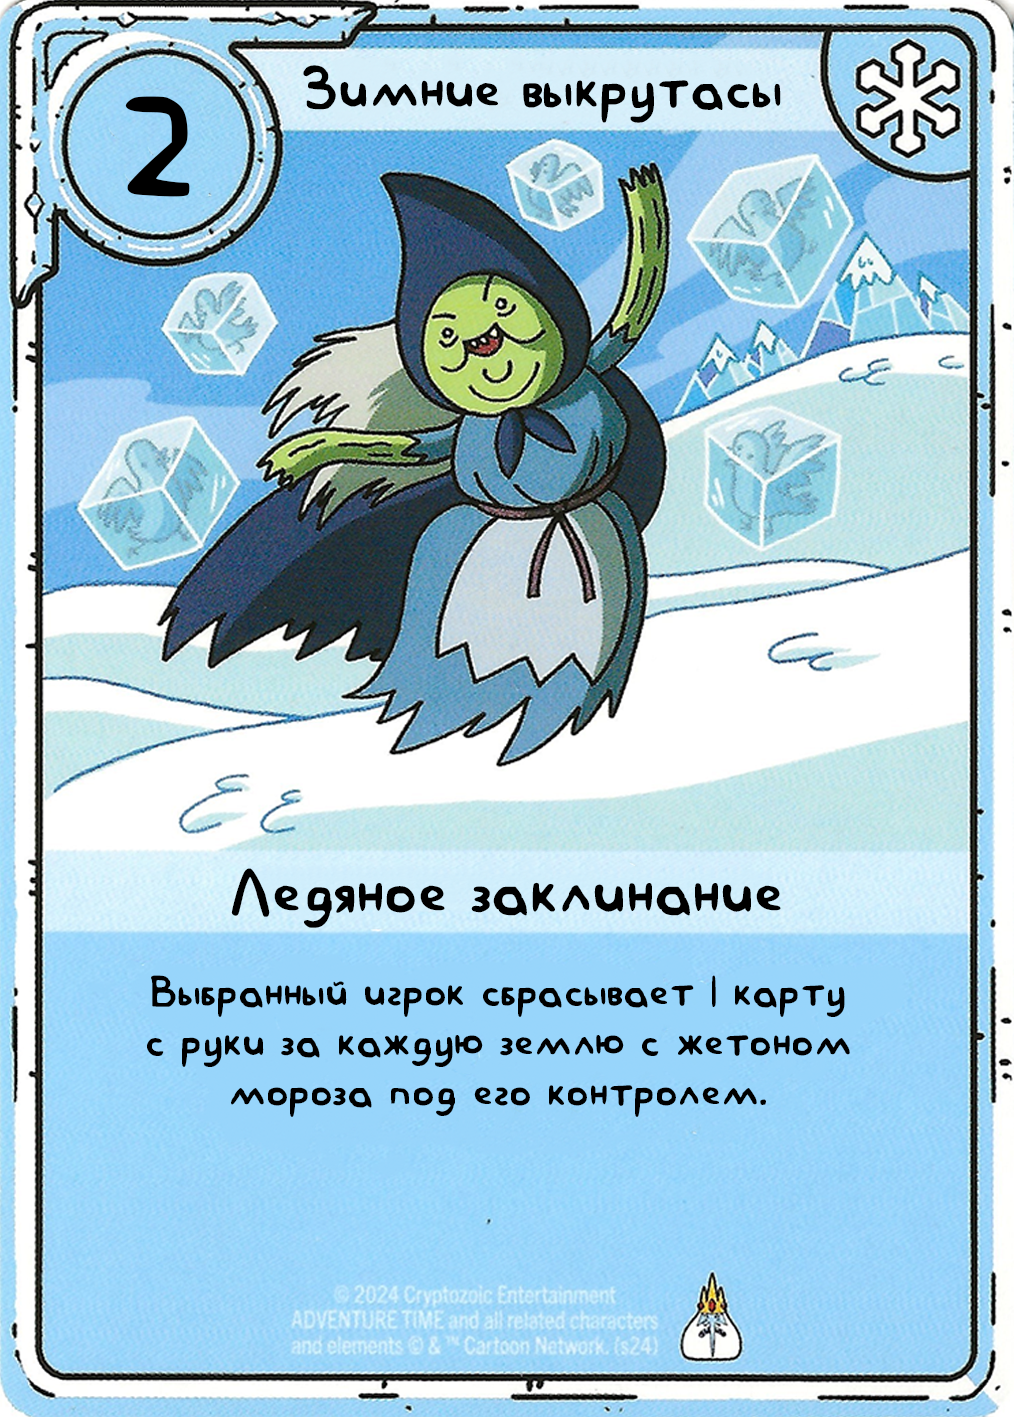 2
Зимние выкрутасы
Ледяное заклинание
Выбранный игрок сбрасывает 1 карту
с руки за каждую землю с жетоном
мороза под его контролем.
© 2024 Cryptozoic Entertainment
ADVENTURE TIME and all related characters
and elements © & ™ Cartoon Network. (s24)